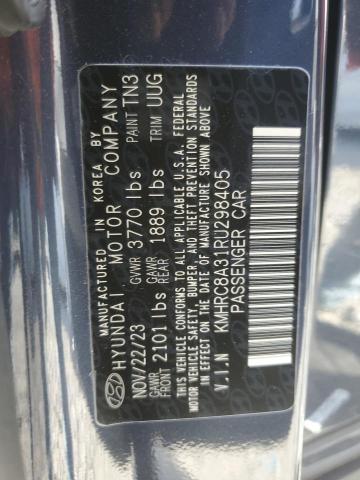 MANUFACTURED BY IN KOREA BY
HYUNDAI MOTOR COMPANY
NOV/22/23 GVWR 3770 lbs PAINT TN3
GAWR FRONT 2101 lbs GAWR REAR 1889 lbs TRIM UUG
THIS VEHICLE CONFORMS TO ALL APPLICABLE U.S.A. FEDERAL
MOTOR VEHICLE SAFETY, BUMPER, AND THEFT PREVENTION STANDARDS
IN EFFECT ON THE DATE OF MANUFACTURE SHOWN ABOVE.
V.I.N KMHRC8A31RU298405
PASSENGER CAR